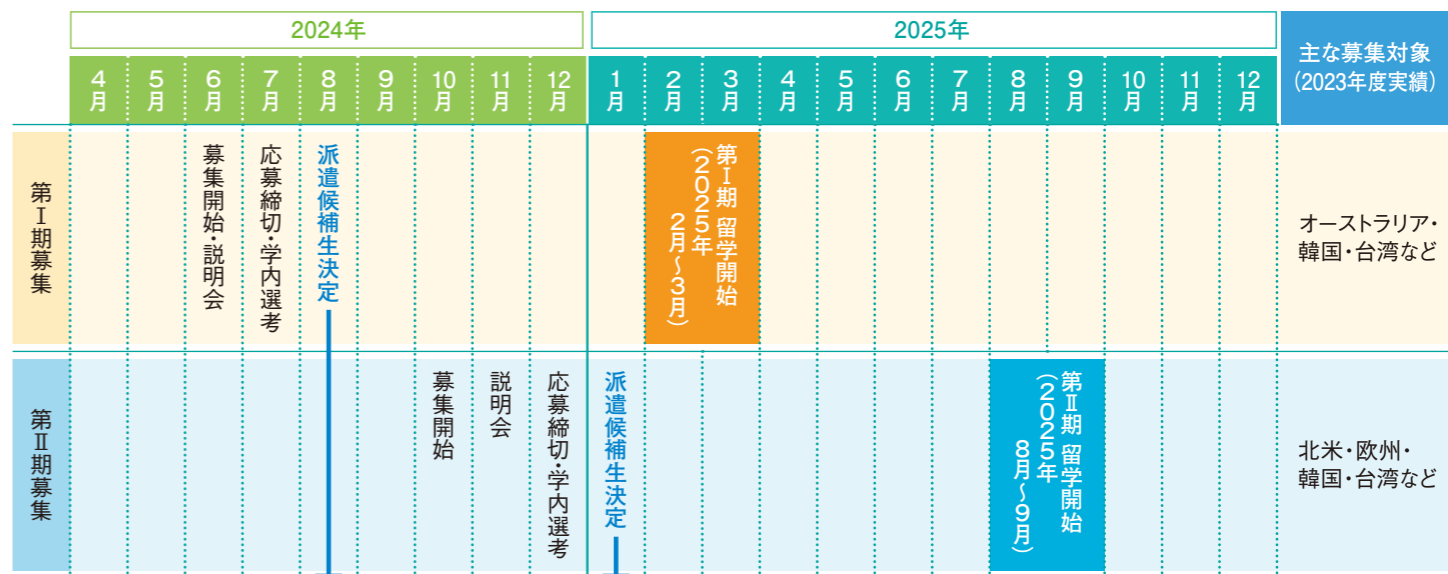 2024年
2025年
主な募集対象
(2023年度実績)
4月
5月
6月
7月
8月
9月
10月
11月
12月
1月
2月
3月
4月
5月
6月
7月
8月
9月
10月
11月
12月
第Ⅰ期募集
募集開始・説明会
応募締切・学内選考
派遣候補生決定
第Ⅰ期 留学開始
(2025年
2月~3月)
オーストラリア・
韓国・台湾など
第Ⅱ期募集
募集開始
説明会
応募締切・学内選考
派遣候補生決定
第Ⅱ期 留学開始
(2025年
8月~9月)
北米・欧州・
韓国・台湾など